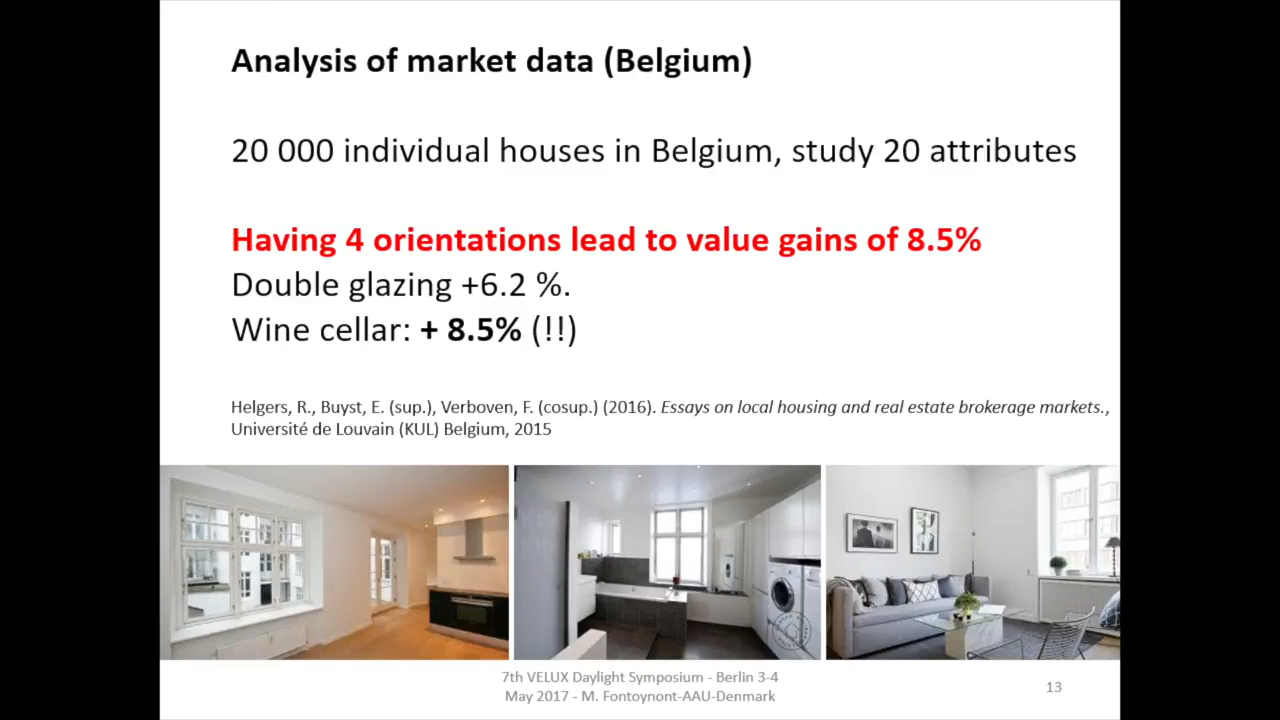 Analysis of market data (Belgium)
20 000 individual houses in Belgium, study 20 attributes
Having 4 orientations lead to value gains of 8.5%
Double glazing +6.2 %.
Wine cellar: + 8.5% (!!)
Helgers, R., Buyst, E. (sup.), Verboven, F. (cosup.) (2016). Essays on local housing and real estate brokerage markets.,
Université de Louvain (KUL) Belgium, 2015
7th VELUX Daylight Symposium - Berlin 3-4
May 2017 - M. Fontoynont-AAU-Denmark
13